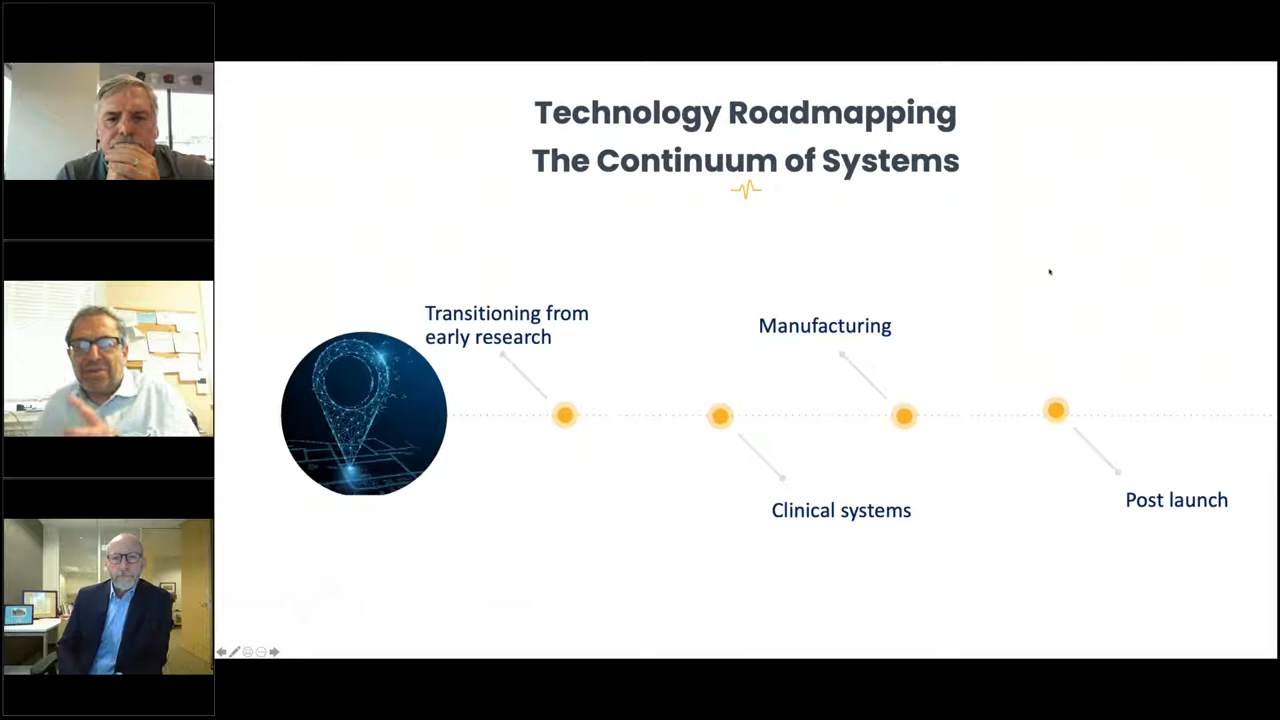 Technology Roadmapping
The Continuum of Systems
Transitioning from
early research
Manufacturing
Clinical systems
Post launch